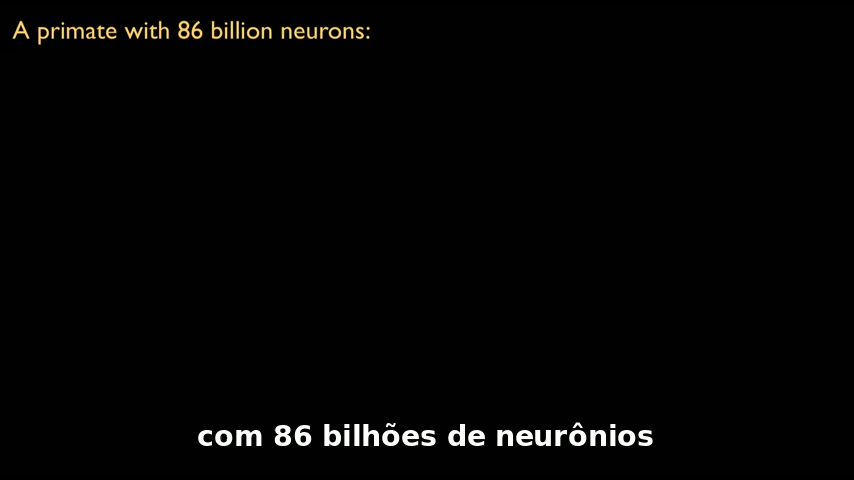 A primate with 86 billion neurons:
com 86 bilhões de neurônios